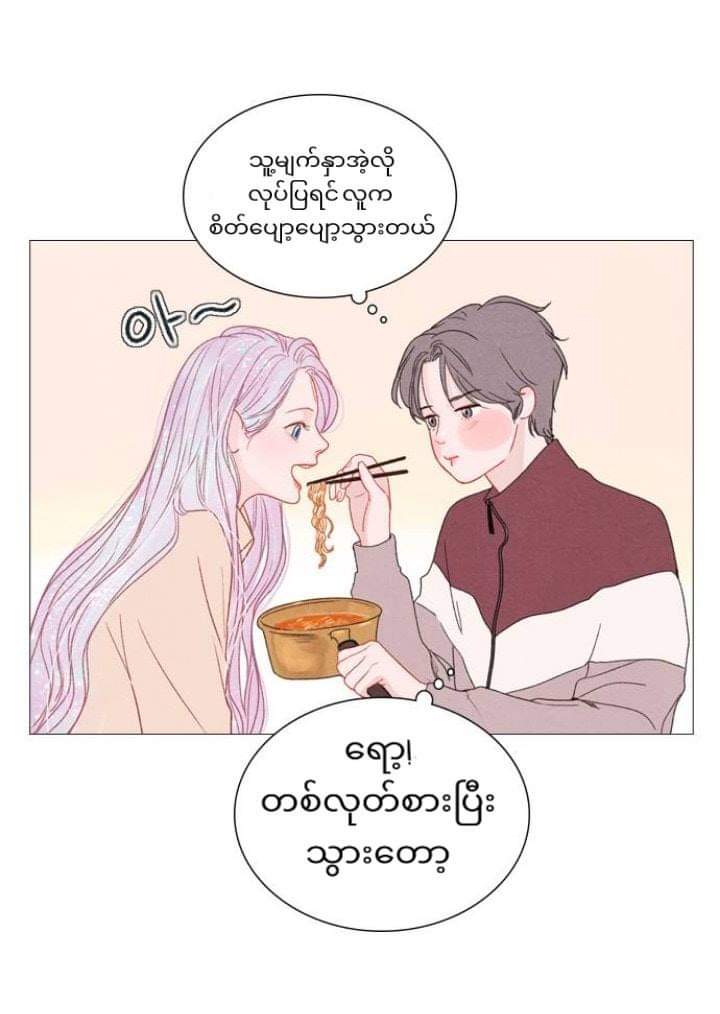 သူ့မျက်နှာအဲ့လို
လုပ်ပြရင် လူက
စိတ်ပျော့ပျော့သွားတယ်
아~
ရော့!
တစ်လုတ်စားပြီး
သွားတော့